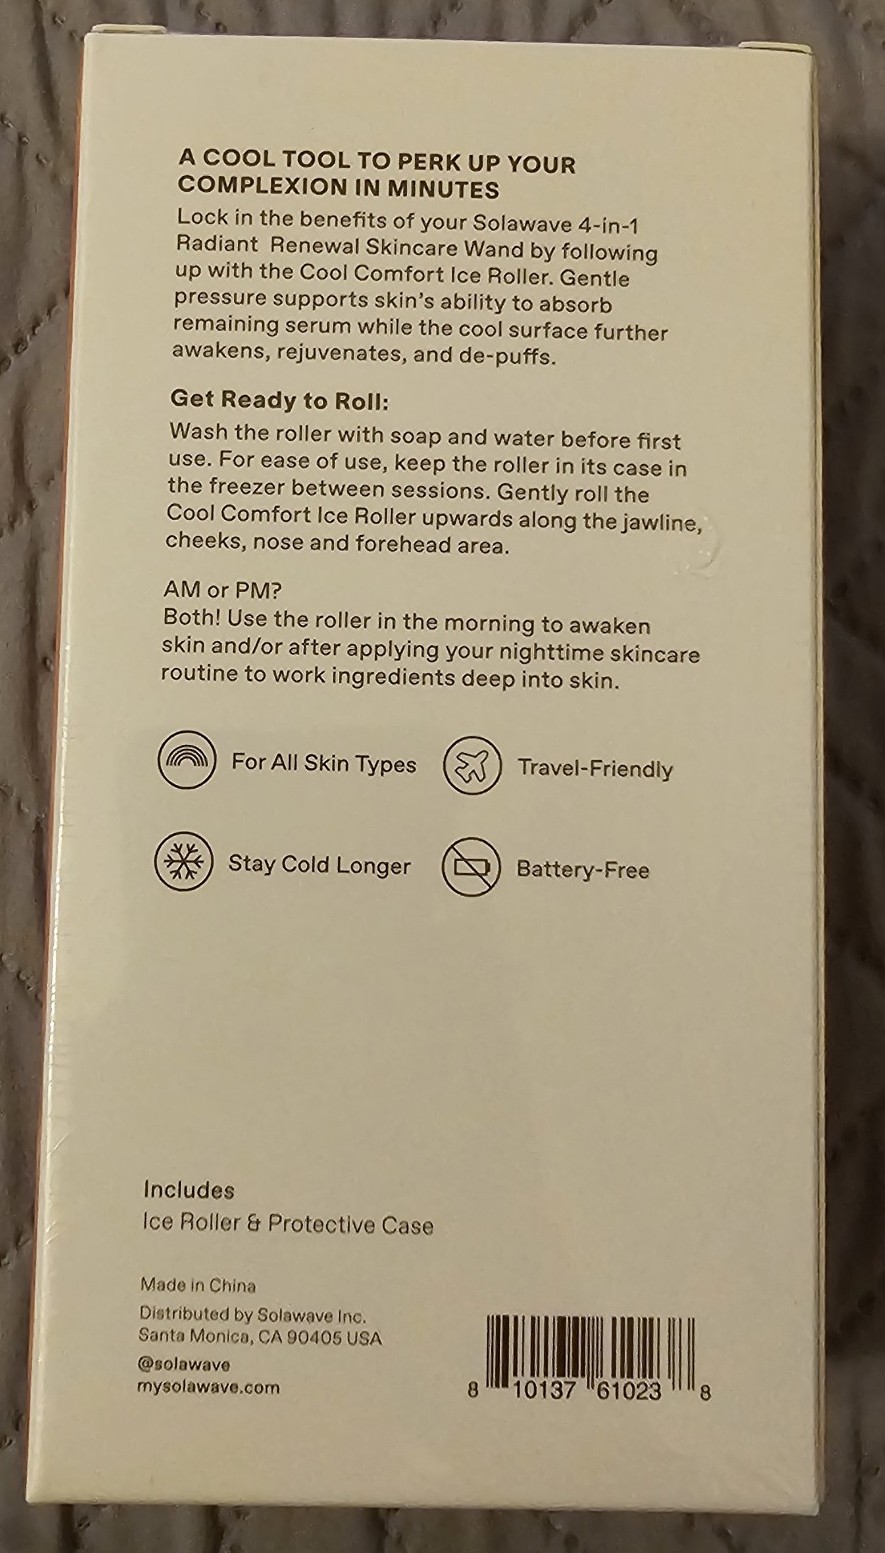 A COOL TOOL TO PERK UP YOUR
COMPLEXION IN MINUTES
Lock in the benefits of your Solawave 4-in-1
Radiant Renewal Skincare Wand by following
up with the Cool Comfort Ice Roller. Gentle
pressure supports skin's ability to absorb
remaining serum while the cool surface further
awakens, rejuvenates, and de-puffs.
Get Ready to Roll:
Wash the roller with soap and water before first
use. For ease of use, keep the roller in its case in
the freezer between sessions. Gently roll the
Cool Comfort Ice Roller upwards along the jawline,
cheeks, nose and forehead area.
AM or PM?
Both! Use the roller in the morning to awaken
skin and/or after applying your nighttime skincare
routine to work ingredients deep into skin.
For All Skin Types
Travel-Friendly
Stay Cold Longer
Battery-Free
Includes
Ice Roller & Protective Case
Made in China
Distributed by Solawave Inc.
Santa Monica, CA 90405 USA
@solawave
mysolawave.com
8 10137 61023 8